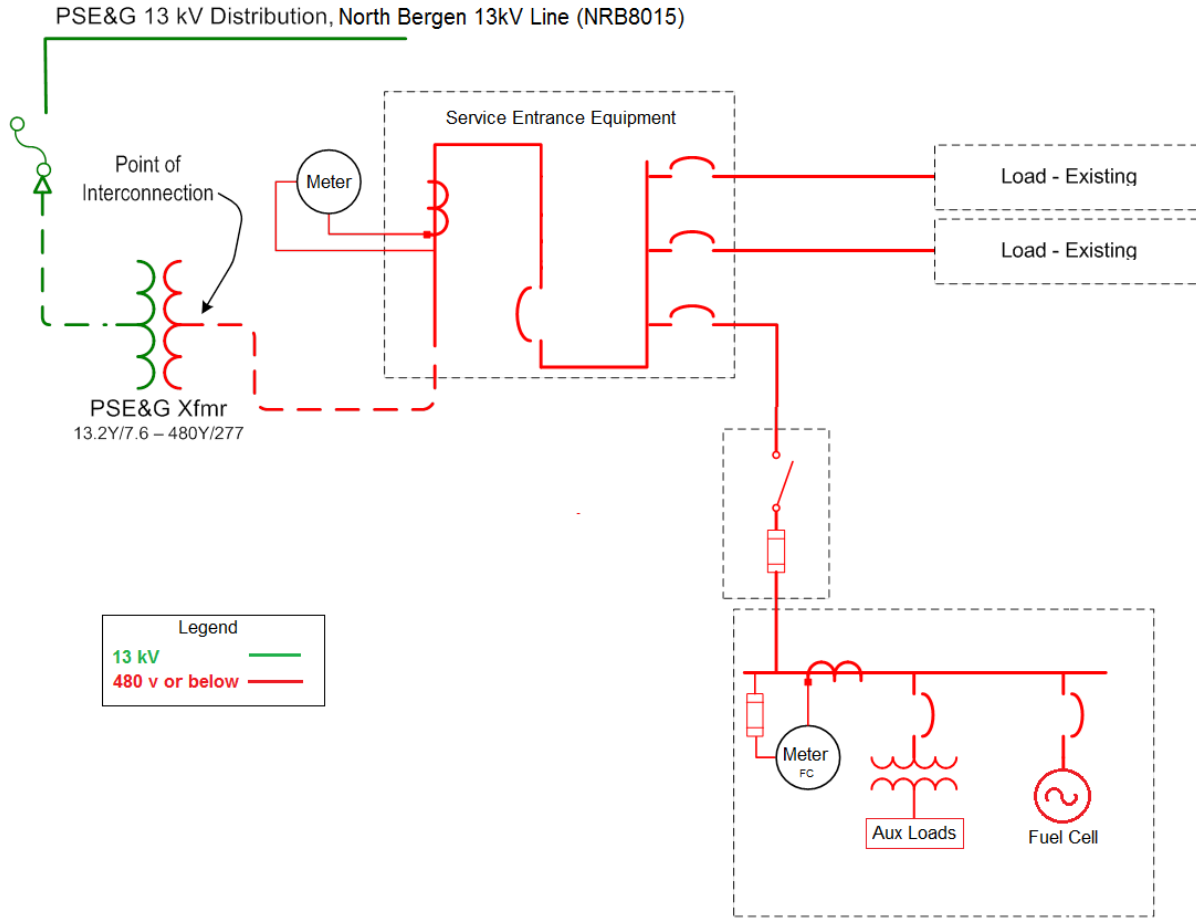 PSE&G 13 kV Distribution, North Bergen 13kV Line (NRB8015)
Service Entrance Equipment
Point of
Interconnection
Meter
Load - Existing
Load - Existing
PSE&G Xfmr
13.2Y/7.6 – 480Y/277
Legend
13 kV
480 v or below
Meter
FC
Aux Loads
Fuel Cell